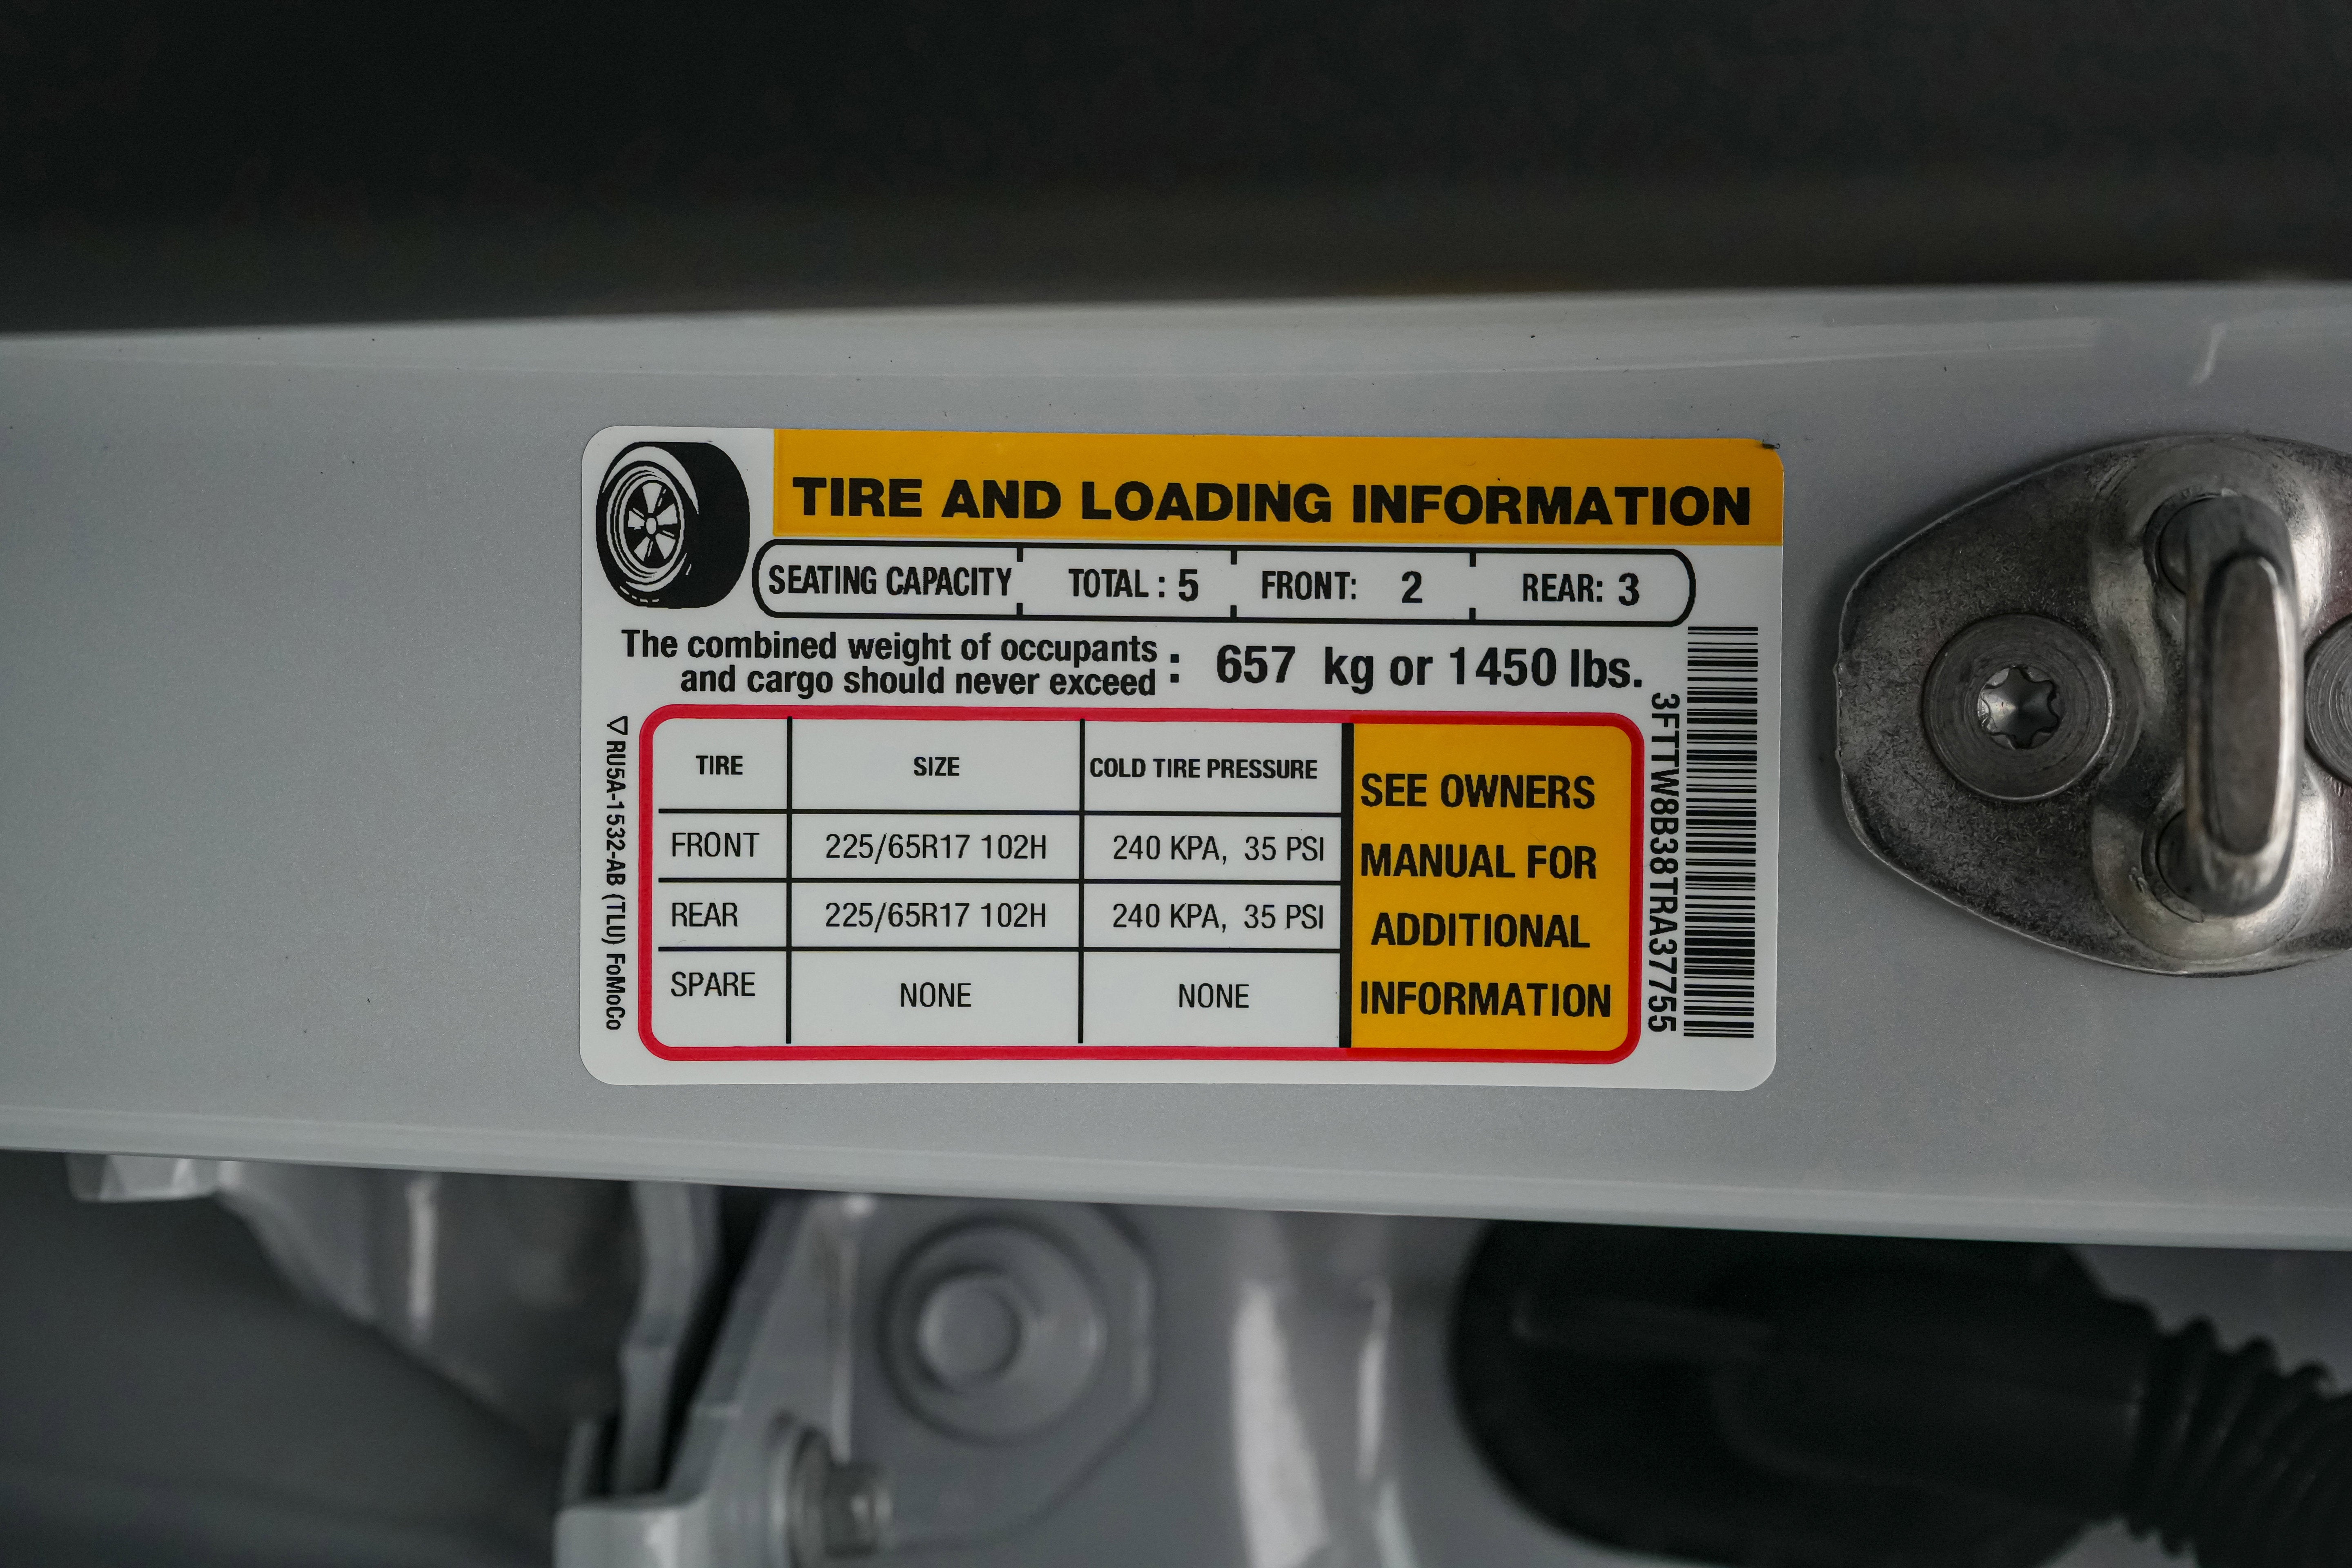 TIRE AND LOADING INFORMATION
SEATING CAPACITY TOTAL : 5 FRONT: 2 REAR: 3
The combined weight of occupants
and cargo should never exceed : 657 kg or 1450 lbs.
TIRE SIZE COLD TIRE PRESSURE
FRONT 225/65R17 102H 240 KPA, 35 PSI
REAR 225/65R17 102H 240 KPA, 35 PSI
SPARE NONE NONE
SEE OWNERS
MANUAL FOR
ADDITIONAL
INFORMATION
RU5A-1532-AB (TLU) FoMoCo
3FTTW8B38TRA37755